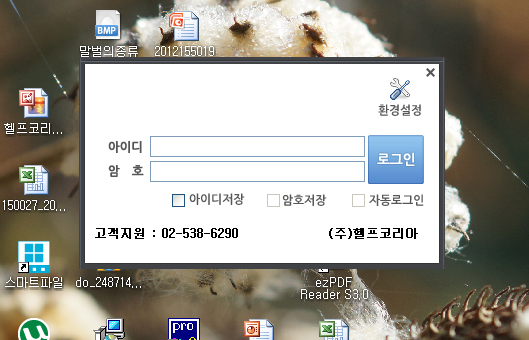 BMP
말벌의종류
2012155019
헬프코리...
150027_20...
스마트파일
do_248714...
ezPDF
Reader S3,0
pro
환경설정
아이디
암 호
로그인
아이디저장
암호저장
자동로그인
고객지원 : 02-538-6290
(주)헬프코리아